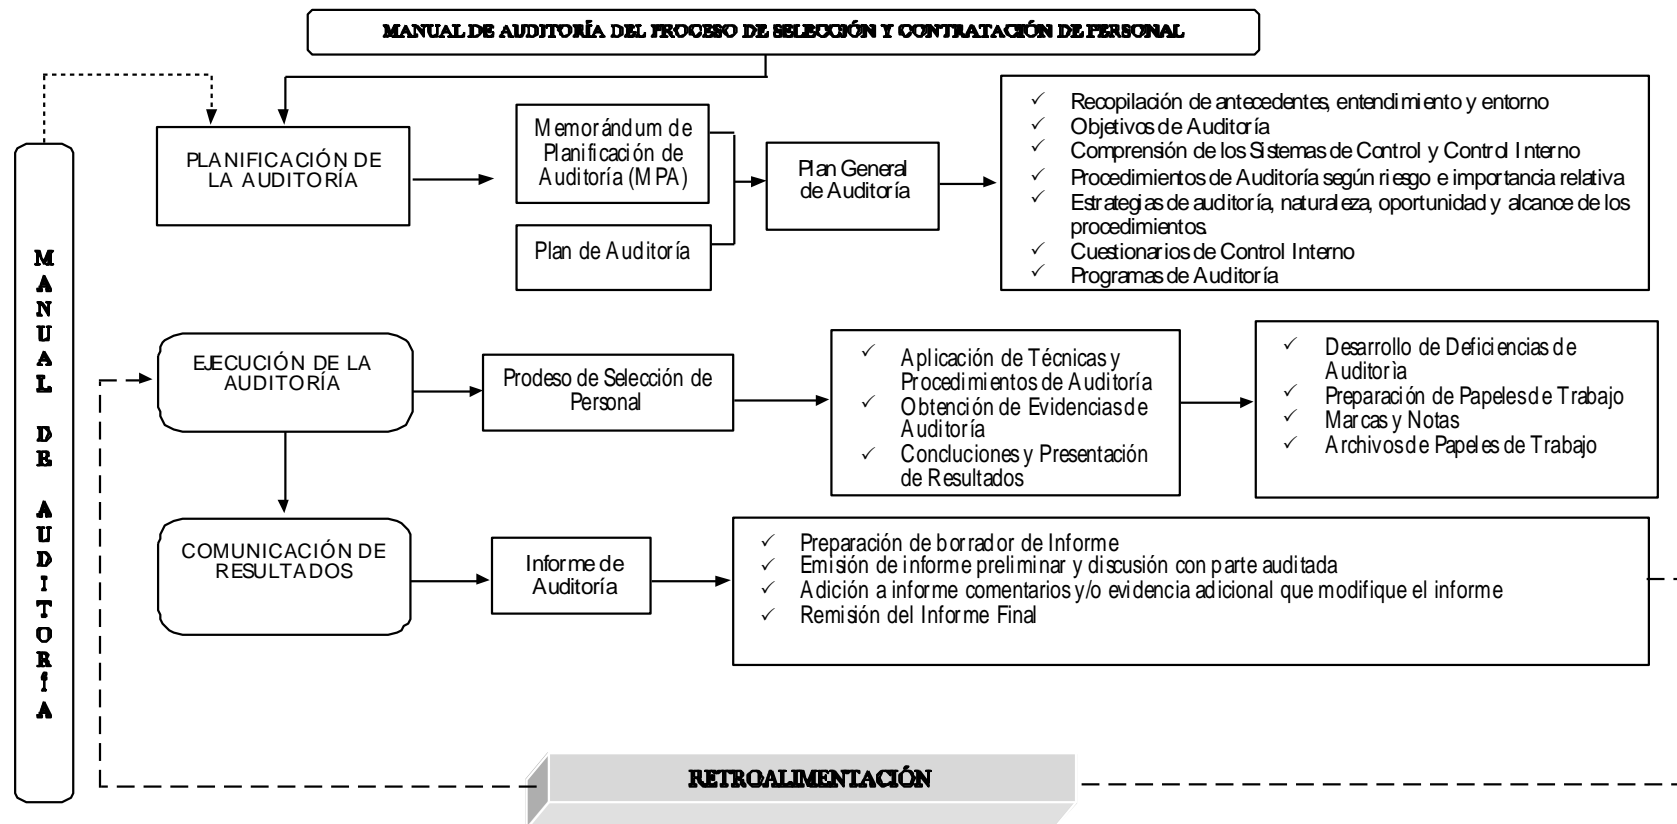 MANUAL DE AUDITORÍA DEL PROCESO DE SELECCIÓN Y CONTRATACIÓN DE PERSONAL
MANUAL DE AUDITORÍA
PLANIFICACIÓN DE
LA AUDITORÍA
Memorándum de
Planificación de
Auditoría (MPA)
Plan de Auditoría
Plan General
de Auditoría
✓ Recopilación de antecedentes, entendimiento y entorno
✓ Objetivos de Auditoría
✓ Comprensión de los Sistemas de Control y Control Interno
✓ Procedimientos de Auditoría según riesgo e importancia relativa
✓ Estrategias de auditoría, naturaleza, oportunidad y alcance de los
procedimientos.
✓ Cuestionarios de Control Interno
✓ Programas de Auditoría
EJECUCIÓN DE LA
AUDITORÍA
Prodeso de Selección de
Personal
✓ Aplicación de Técnicas y
Procedimientos de Auditoría
✓ Obtención de Evidencias de
Auditoría
✓ Concluciones y Presentación
de Resultados
✓ Desarrollo de Deficiencias de
Auditorìa
✓ Preparación de Papeles de Trabajo
✓ Marcas y Notas
✓ Archivos de Papeles de Trabajo
COMUNICACIÓN DE
RESULTADOS
Informe de
Auditoría
✓ Preparación de borrador de Informe
✓ Emisión de informe preliminar y discusión con parte auditada
✓ Adición a informe comentarios y/o evidencia adicional que modifique el informe
✓ Remisión del Informe Final
RETROALIMENTACIÓN